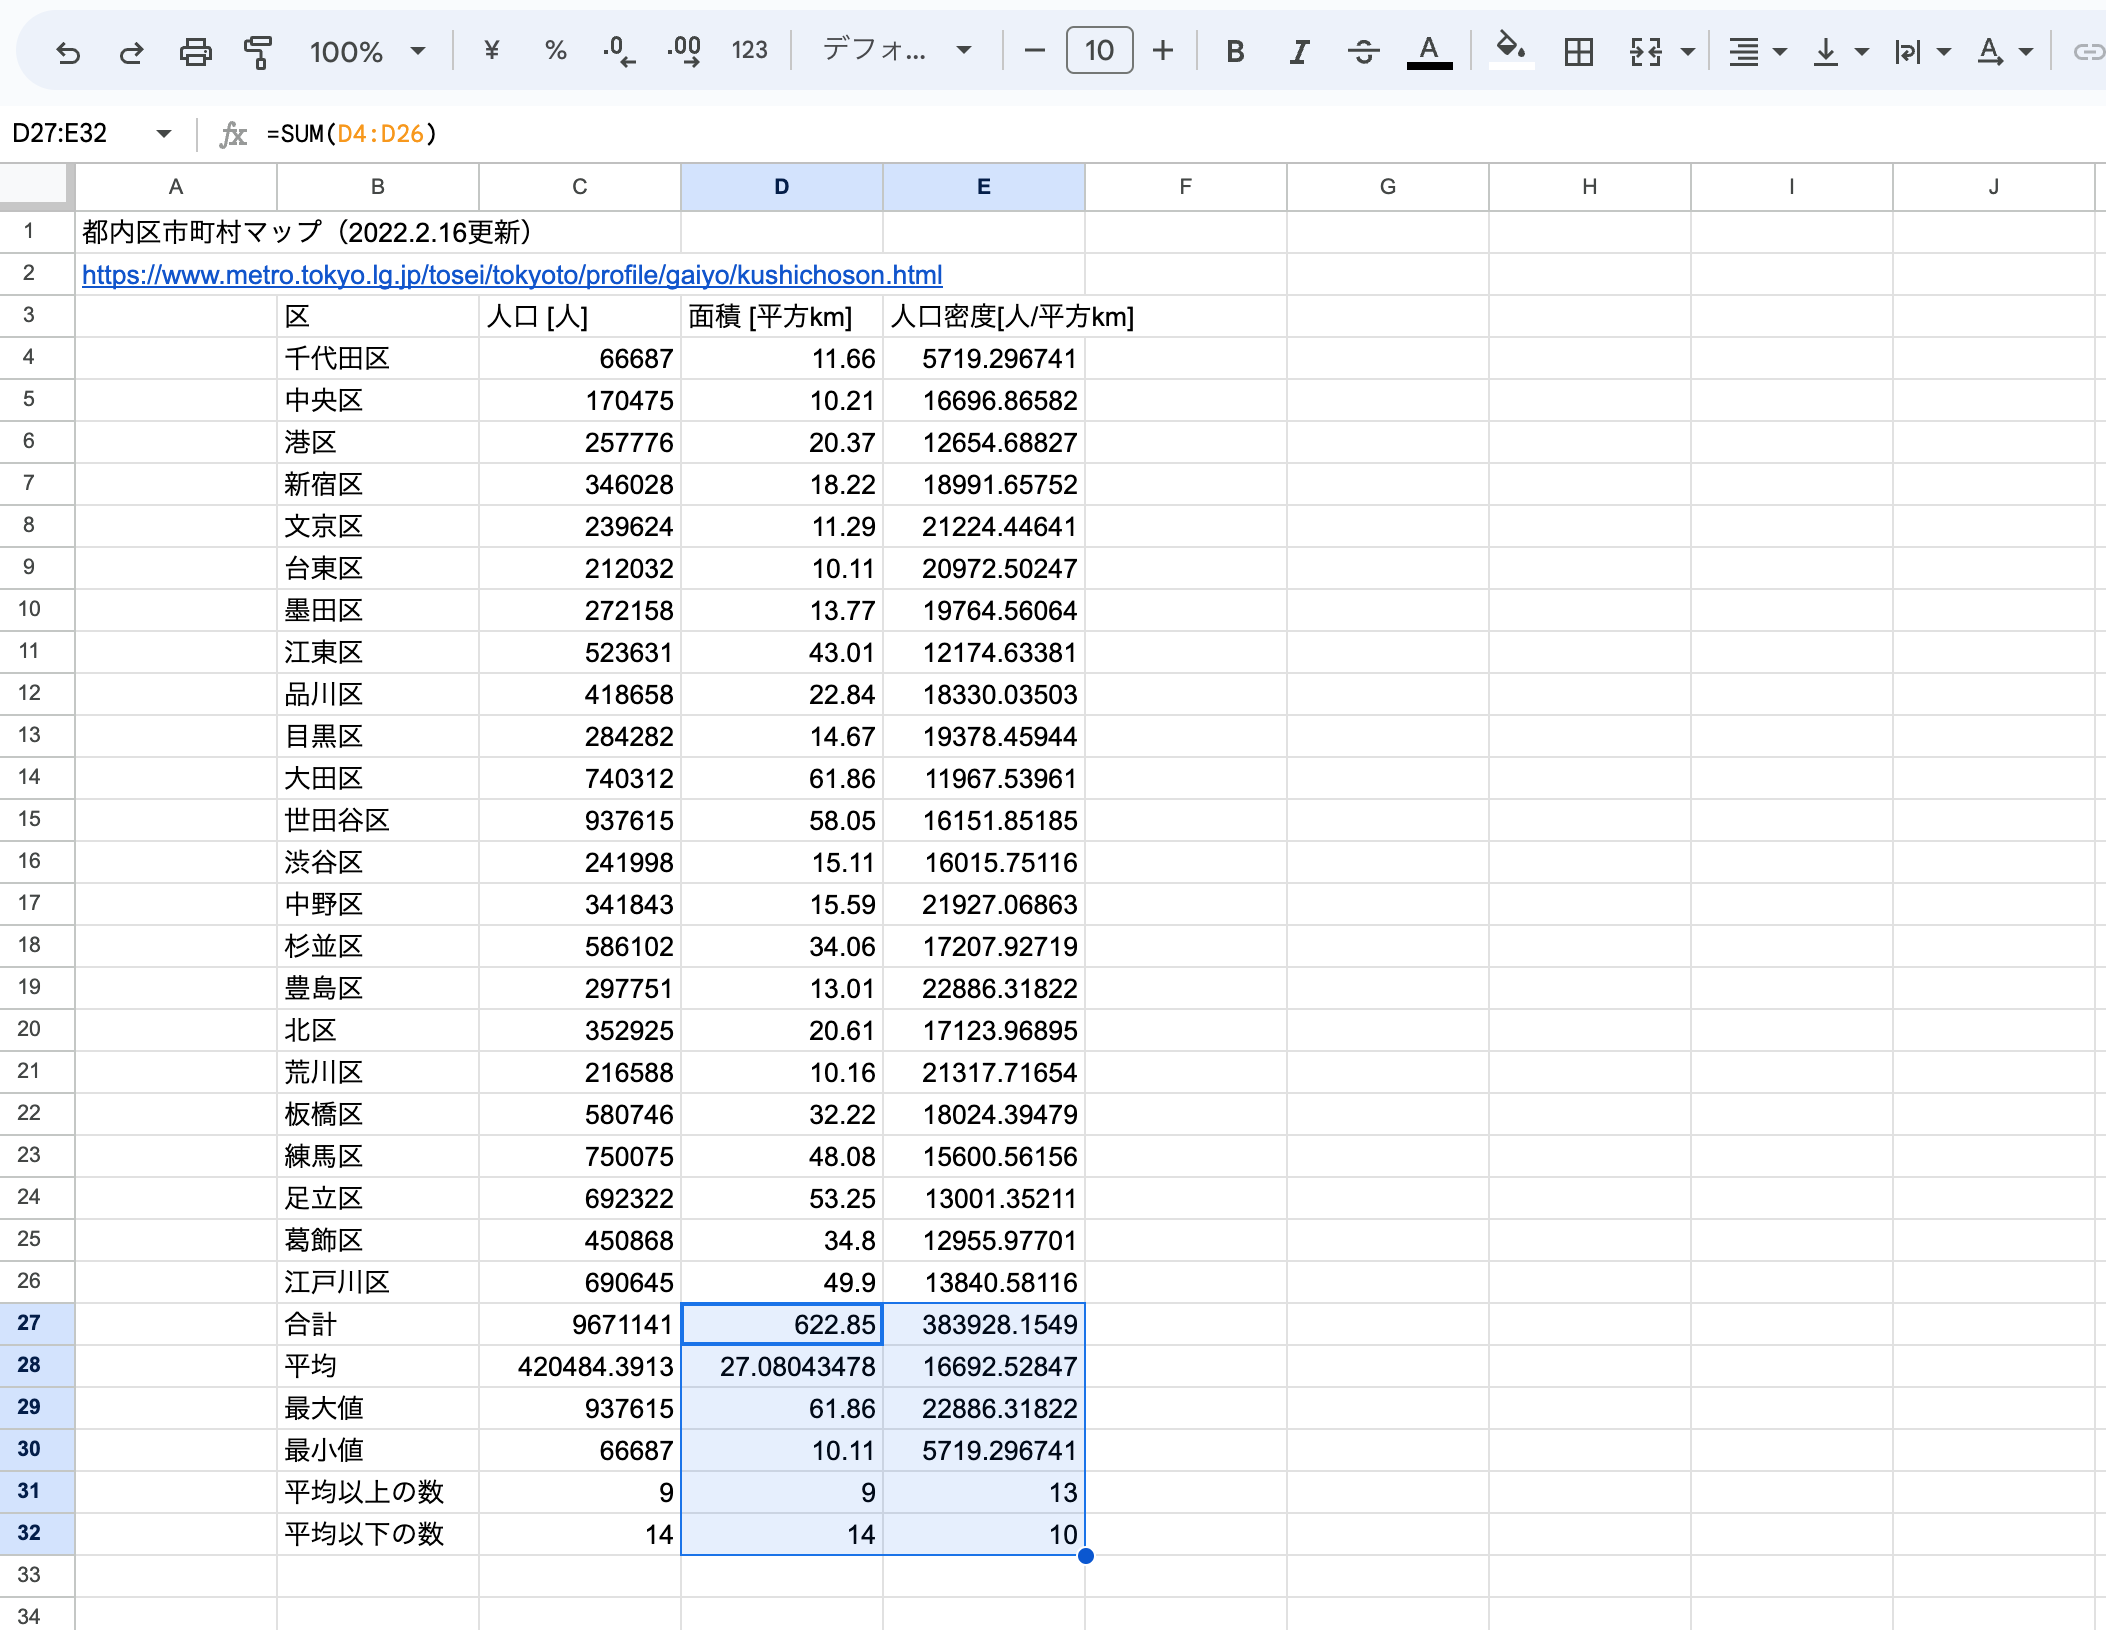 100% ¥ % .0 .00 123 デフォ... 10 B I A A
D27:E32 fx =SUM(D4:D26)
A B C D E F G H I J
1 都内区市町村マップ（2022.2.16更新）
2 https://www.metro.tokyo.lg.jp/tosei/tokyoto/profile/gaiyo/kushichoson.html
3 区 人口 [人] 面積 [平方km] 人口密度[人/平方km]
4 千代田区 66687 11.66 5719.296741
5 中央区 170475 10.21 16696.86582
6 港区 257776 20.37 12654.68827
7 新宿区 346028 18.22 18991.65752
8 文京区 239624 11.29 21224.44641
9 台東区 212032 10.11 20972.50247
10 墨田区 272158 13.77 19764.56064
11 江東区 523631 43.01 12174.63381
12 品川区 418658 22.84 18330.03503
13 目黒区 284282 14.67 19378.45944
14 大田区 740312 61.86 11967.53961
15 世田谷区 937615 58.05 16151.85185
16 渋谷区 241998 15.11 16015.75116
17 中野区 341843 15.59 21927.06863
18 杉並区 586102 34.06 17207.92719
19 豊島区 297751 13.01 22886.31822
20 北区 352925 20.61 17123.96895
21 荒川区 216588 10.16 21317.71654
22 板橋区 580746 32.22 18024.39479
23 練馬区 750075 48.08 15600.56156
24 足立区 692322 53.25 13001.35211
25 葛飾区 450868 34.8 12955.97701
26 江戸川区 690645 49.9 13840.58116
27 合計 9671141 622.85 383928.1549
28 平均 420484.3913 27.08043478 16692.52847
29 最大値 937615 61.86 22886.31822
30 最小値 66687 10.11 5719.296741
31 平均以上の数 9 9 13
32 平均以下の数 14 14 10
33
34